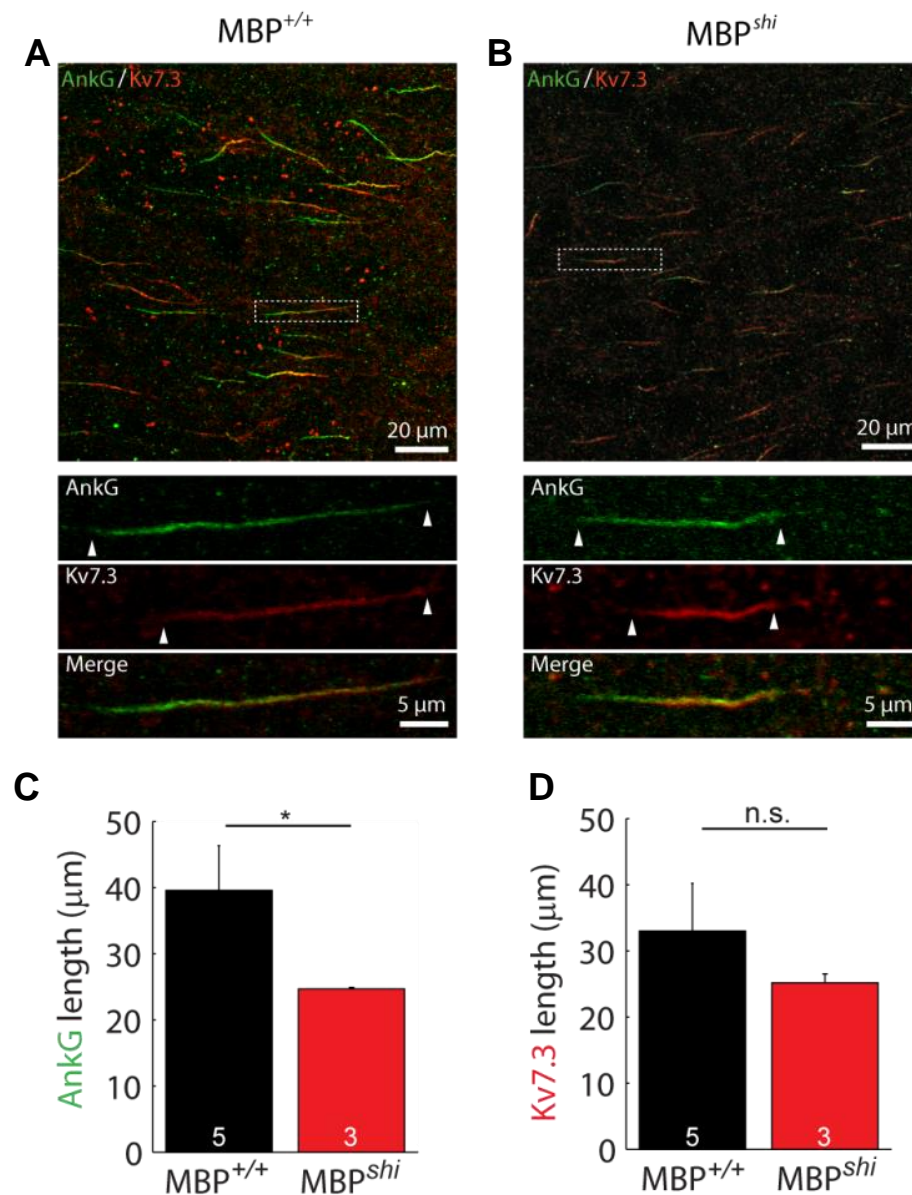 MBP+/+
MBPshi
A
B
AnkG/Kv7.3
AnkG/Kv7.3
20 μm
20 μm
AnkG
AnkG
Kv7.3
Kv7.3
Merge
Merge
5 μm
5 μm
C
D
50
40
30
20
10
0
AnkG length (μm)
*
5
3
MBP+/+
MBPshi
50
40
30
20
10
0
Kv7.3 length (μm)
n.s.
5
3
MBP+/+
MBPshi